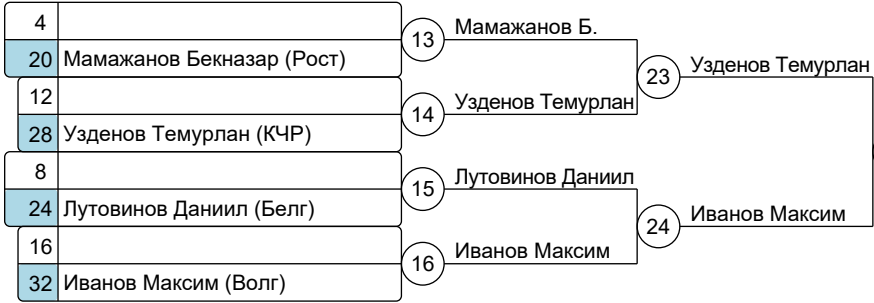 4
20 Мамажанов Бекназар (Рост)
13
Мамажанов Б.
12
28 Узденов Темурлан (КЧР)
14
Узденов Темурлан
23
Узденов Темурлан
8
24 Лутовинов Даниил (Белг)
15
Лутовинов Даниил
16
32 Иванов Максим (Волг)
16
Иванов Максим
24
Иванов Максим